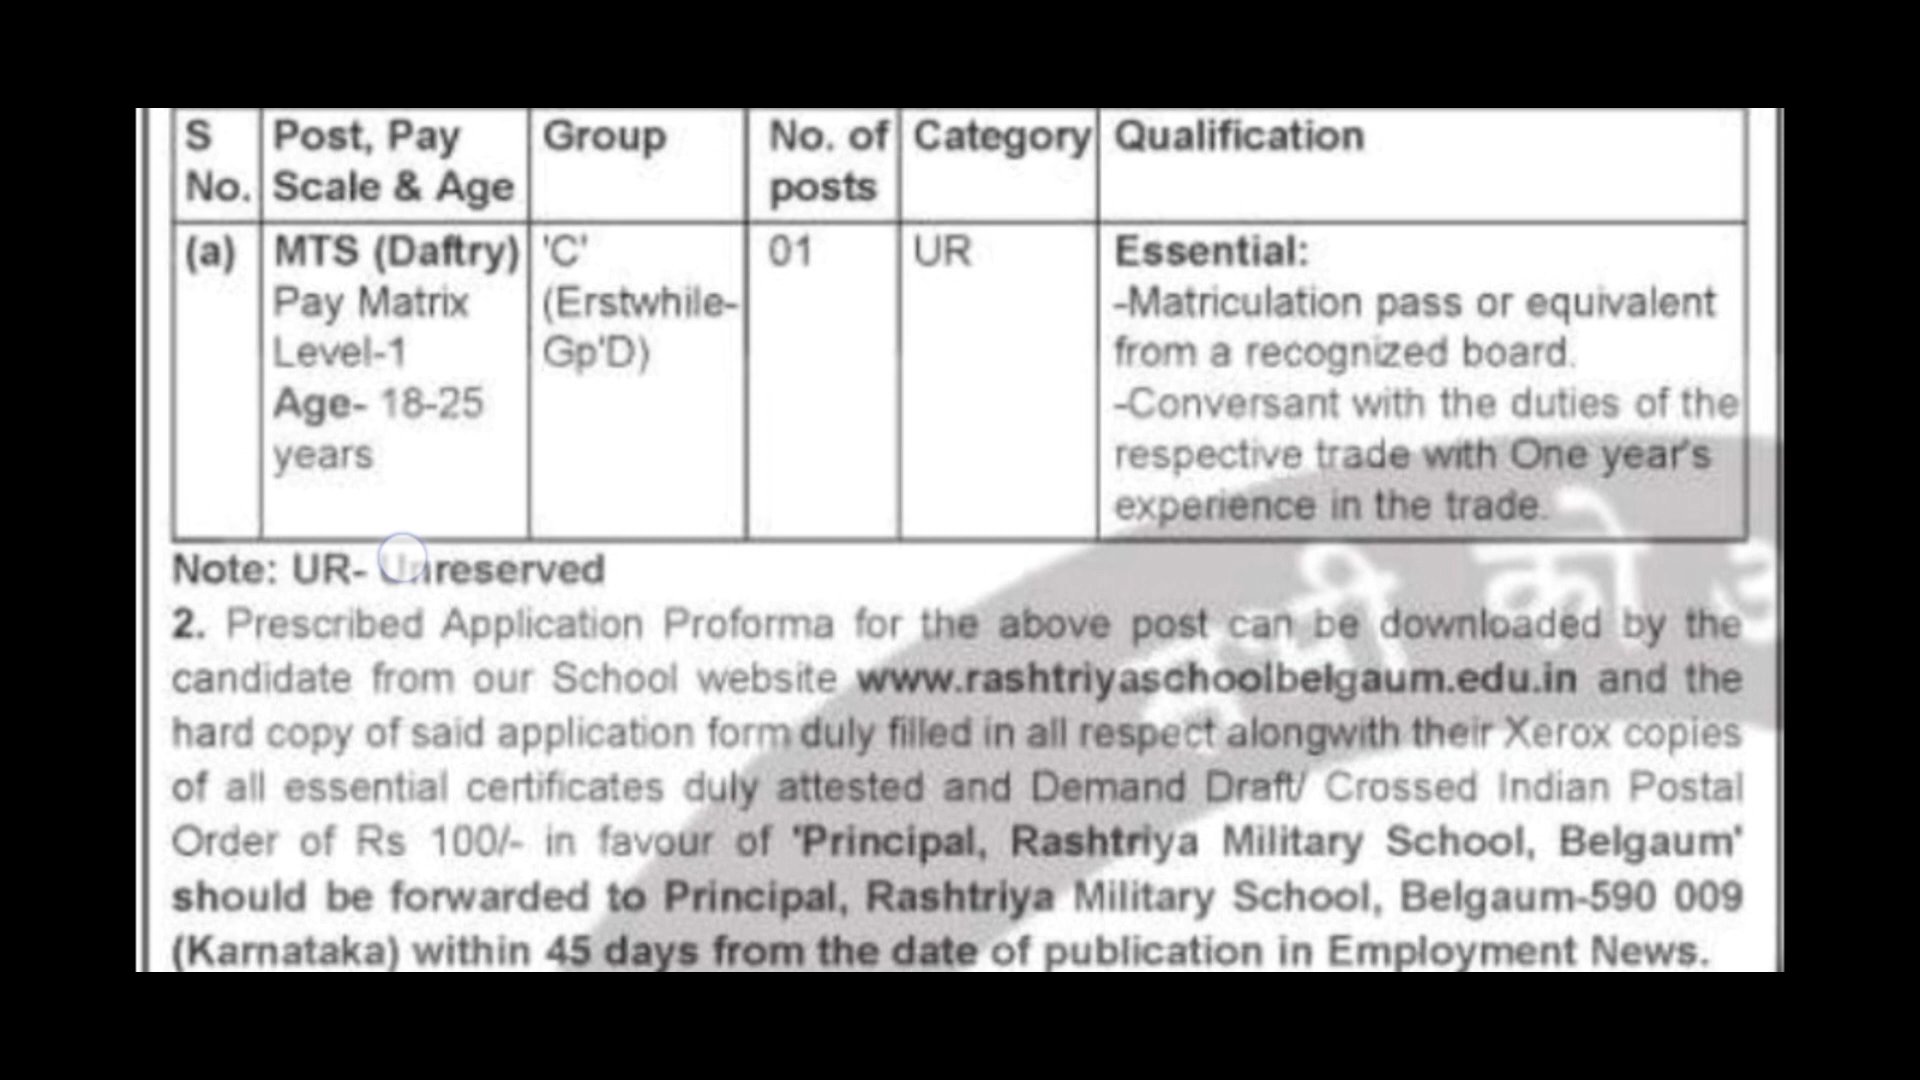 S No. Post, Pay Scale & Age Group No. of posts Category Qualification
(a) MTS (Daftry) 'C' 01 UR Essential:
Pay Matrix (Erstwhile- -Matriculation pass or equivalent
Level-1 Gp'D) from a recognized board.
Age- 18-25 -Conversant with the duties of the
years respective trade with One year's
experience in the trade.
Note: UR- Unreserved
2. Prescribed Application Proforma for the above post can be downloaded by the
candidate from our School website www.rashtriyaschoolbelgaum.edu.in and the
hard copy of said application form duly filled in all respect alongwith their Xerox copies
of all essential certificates duly attested and Demand Draft/ Crossed Indian Postal
Order of Rs 100/- in favour of 'Principal, Rashtriya Military School, Belgaum'
should be forwarded to Principal, Rashtriya Military School, Belgaum-590 009
(Karnataka) within 45 days from the date of publication in Employment News.
को